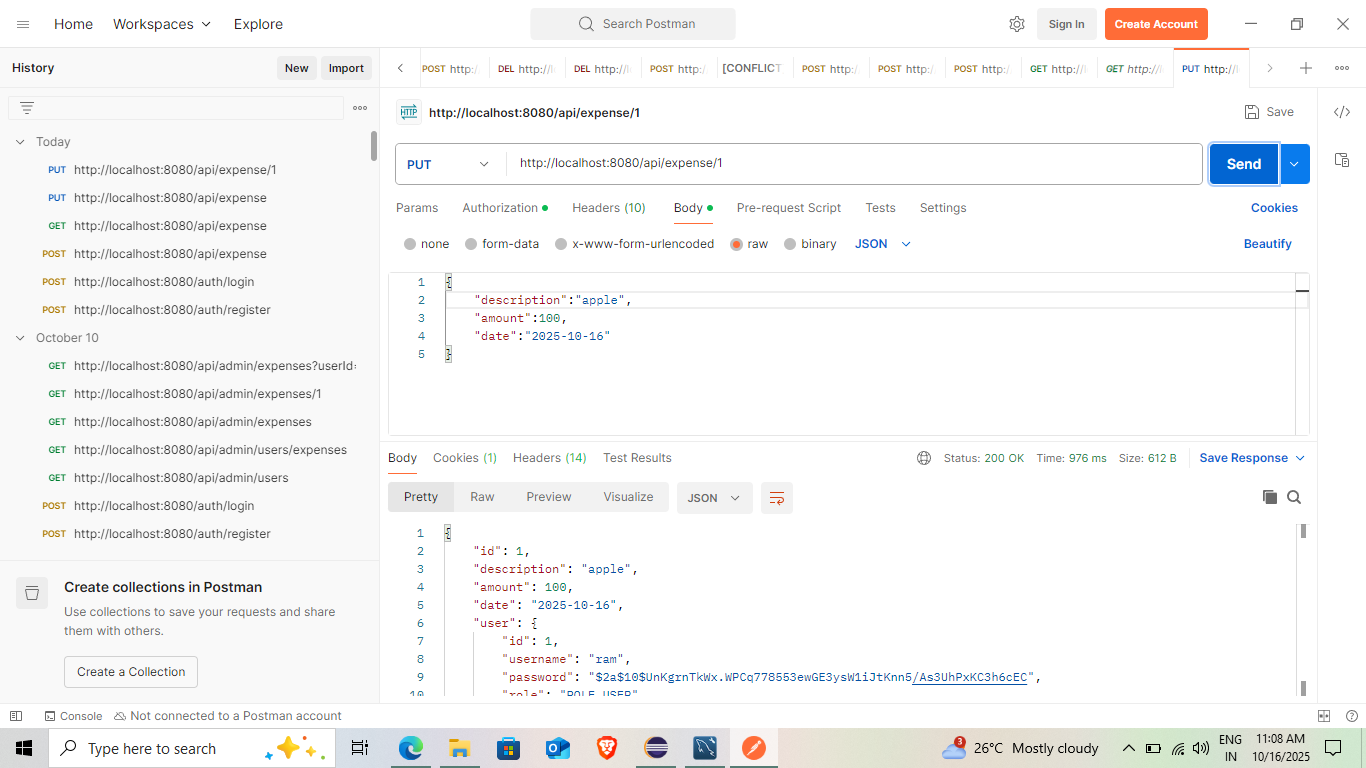 Home Workspaces Explore Search Postman Sign In Create Account
History New Import
POST http:/ DEL http://l DEL http://l POST http:/ [CONFLICT POST http:/ POST http:/ POST http:/ GET http://l GET http://l PUT http://l
HTTP http://localhost:8080/api/expense/1 Save
Today
PUT http://localhost:8080/api/expense/1
PUT http://localhost:8080/api/expense
GET http://localhost:8080/api/expense
POST http://localhost:8080/api/expense
POST http://localhost:8080/auth/login
POST http://localhost:8080/auth/register
October 10
GET http://localhost:8080/api/admin/expenses?userId=
GET http://localhost:8080/api/admin/expenses/1
GET http://localhost:8080/api/admin/expenses
GET http://localhost:8080/api/admin/users/expenses
GET http://localhost:8080/api/admin/users
POST http://localhost:8080/auth/login
POST http://localhost:8080/auth/register
Create collections in Postman
Use collections to save your requests and share
them with others.
Create a Collection
PUT http://localhost:8080/api/expense/1 Send
Params Authorization Headers (10) Body Pre-request Script Tests Settings Cookies
none form-data x-www-form-urlencoded raw binary JSON Beautify
1 {
2 "description":"apple",
3 "amount":100,
4 "date":"2025-10-16"
5 }
Body Cookies (1) Headers (14) Test Results Status: 200 OK Time: 976 ms Size: 612 B Save Response
Pretty Raw Preview Visualize JSON
1 {
2 "id": 1,
3 "description": "apple",
4 "amount": 100,
5 "date": "2025-10-16",
6 "user": {
7 "id": 1,
8 "username": "ram",
9 "password": "$2a$10$UnKgrnTkWx.WPCq778553ewGE3ysW1iJtKnn5/As3UhPxKC3h6cEC",
10 "role": "ROLE_USER"
Console Not connected to a Postman account
Type here to search 3 26°C Mostly cloudy ENG IN 11:08 AM 10/16/2025